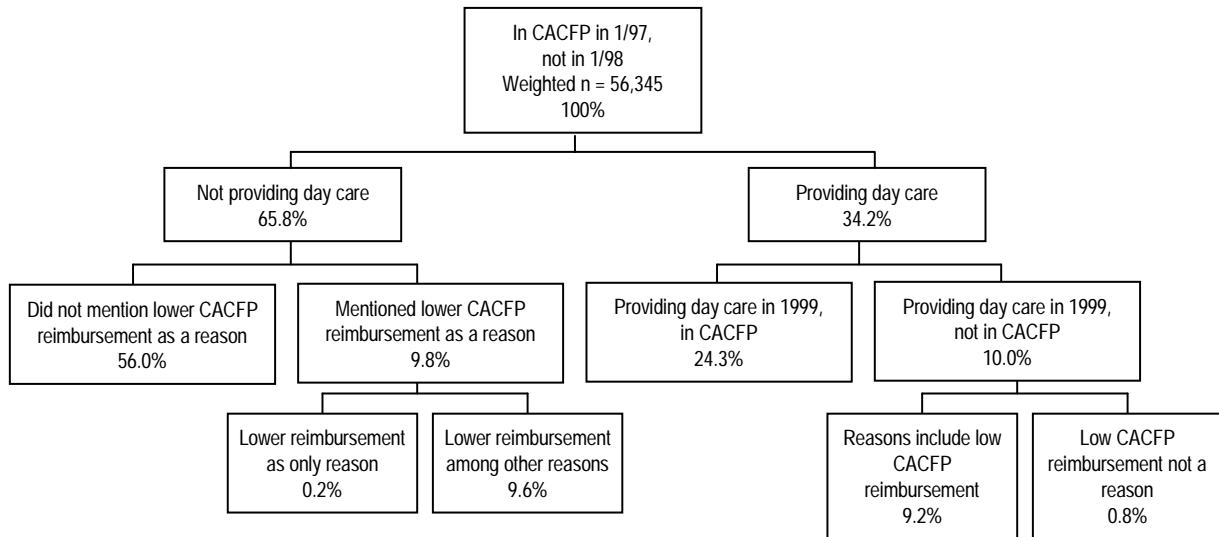 In CACFP in 1/97,
not in 1/98
Weighted n = 56,345
100%
Not providing day care
65.8%
Providing day care
34.2%
Did not mention lower CACFP
reimbursement as a reason
56.0%
Mentioned lower CACFP
reimbursement as a reason
9.8%
Providing day care in 1999,
in CACFP
24.3%
Providing day care in 1999,
not in CACFP
10.0%
Lower reimbursement
as only reason
0.2%
Lower reimbursement
among other reasons
9.6%
Reasons include low
CACFP
reimbursement
9.2%
Low CACFP
reimbursement not a
reason
0.8%